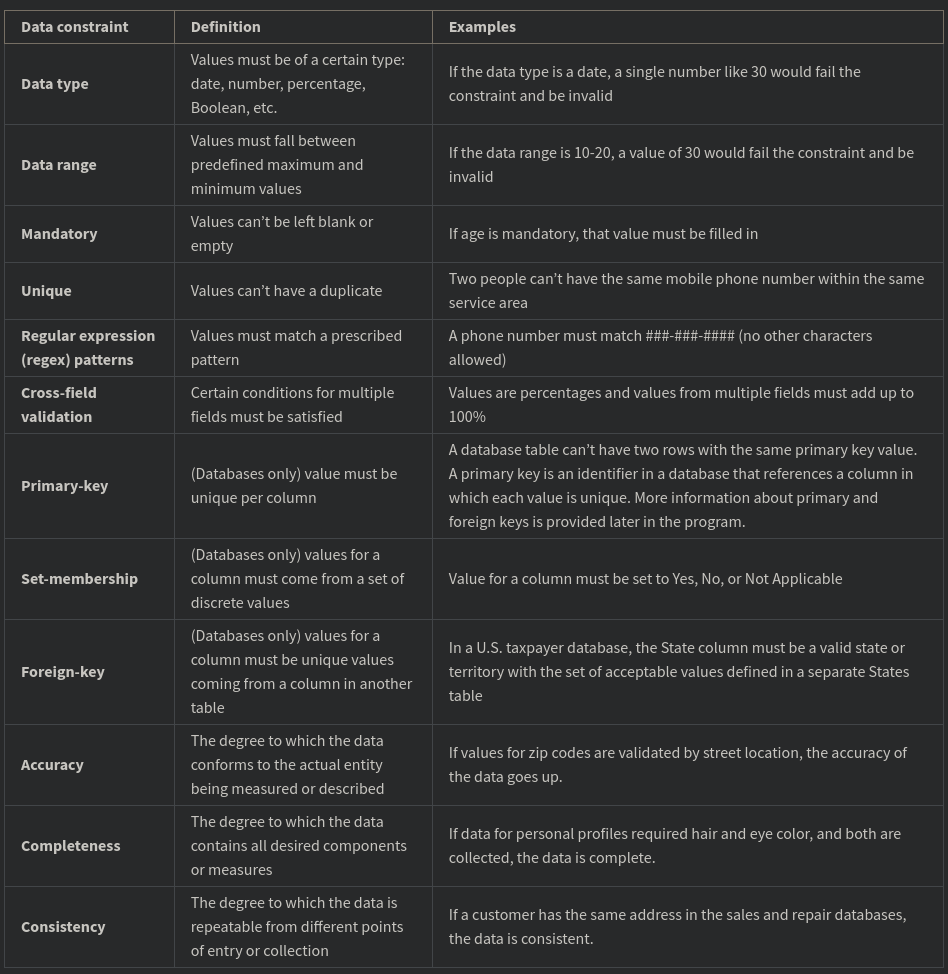 Data constraint
Definition
Examples
Data type
Values must be of a certain type:
date, number, percentage,
Boolean, etc.
If the data type is a date, a single number like 30 would fail the
constraint and be invalid
Data range
Values must fall between
predefined maximum and
minimum values
If the data range is 10-20, a value of 30 would fail the constraint and be
invalid
Mandatory
Values can’t be left blank or
empty
If age is mandatory, that value must be filled in
Unique
Values can’t have a duplicate
Two people can’t have the same mobile phone number within the same
service area
Regular expression
(regex) patterns
Values must match a prescribed
pattern
A phone number must match ###-###-#### (no other characters
allowed)
Cross-field
validation
Certain conditions for multiple
fields must be satisfied
Values are percentages and values from multiple fields must add up to
100%
Primary-key
(Databases only) value must be
unique per column
A database table can’t have two rows with the same primary key value.
A primary key is an identifier in a database that references a column in
which each value is unique. More information about primary and
foreign keys is provided later in the program.
Set-membership
(Databases only) values for a
column must come from a set of
discrete values
Value for a column must be set to Yes, No, or Not Applicable
Foreign-key
(Databases only) values for a
column must be unique values
coming from a column in another
table
In a U.S. taxpayer database, the State column must be a valid state or
territory with the set of acceptable values defined in a separate States
table
Accuracy
The degree to which the data
conforms to the actual entity
being measured or described
If values for zip codes are validated by street location, the accuracy of
the data goes up.
Completeness
The degree to which the data
contains all desired components
or measures
If data for personal profiles required hair and eye color, and both are
collected, the data is complete.
Consistency
The degree to which the data is
repeatable from different points
of entry or collection
If a customer has the same address in the sales and repair databases,
the data is consistent.